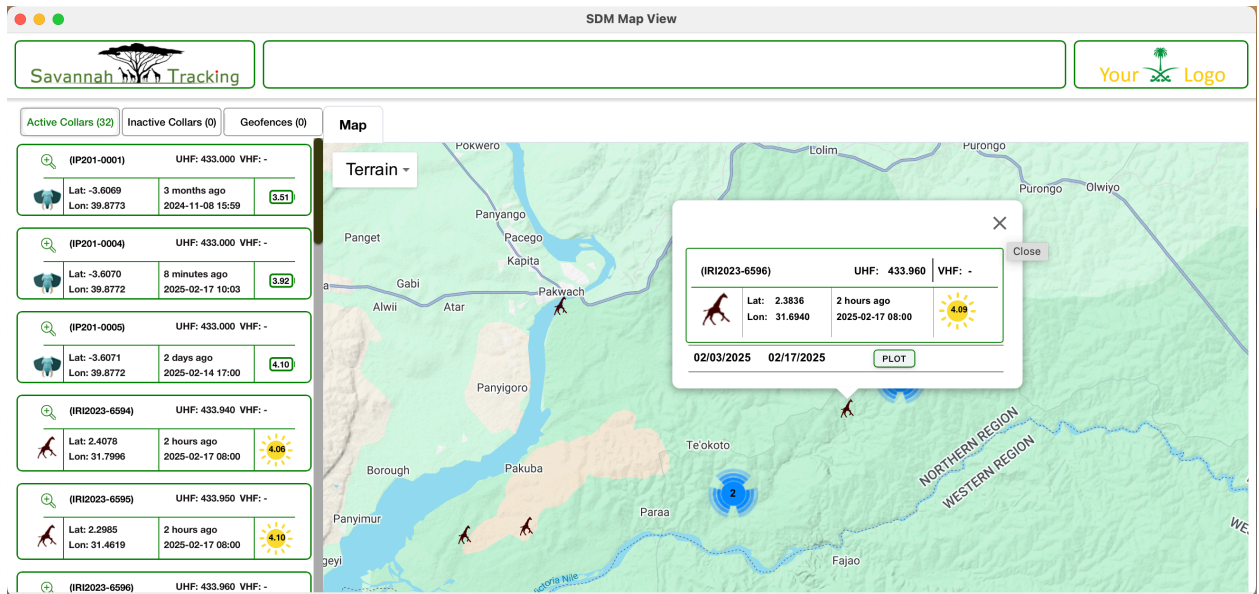 SDM Map View
Savannah Tracking
Your Logo
Active Collars (32) Inactive Collars (0) Geofences (0)
Map
(IP201-0001) UHF: 433.000 VHF: -
Lat: -3.6069 3 months ago
Lon: 39.8773 2024-11-08 15:59
3.51
(IP201-0004) UHF: 433.000 VHF: -
Lat: -3.6070 8 minutes ago
Lon: 39.8772 2025-02-17 10:03
3.92
(IP201-0005) UHF: 433.000 VHF: -
Lat: -3.6071 2 days ago
Lon: 39.8772 2025-02-14 17:00
4.10
(IRI2023-6594) UHF: 433.940 VHF: -
Lat: 2.4078 2 hours ago
Lon: 31.7996 2025-02-17 08:00
4.06
(IRI2023-6595) UHF: 433.950 VHF: -
Lat: 2.2985 2 hours ago
Lon: 31.4619 2025-02-17 08:00
4.10
(IRI2023-6596) UHF: 433.960 VHF: -
Terrain
Pokwero
Lolim
Purongo
Purongo
Olwiyo
Panyango
Panget
Pacego
Kapita
Gabi
Pakwach
Alwii
Atar
Close
(IRI2023-6596) UHF: 433.960 VHF: -
Lat: 2.3836 2 hours ago
Lon: 31.6940 2025-02-17 08:00
4.09
02/03/2025 02/17/2025 PLOT
Panyigoro
Te'okoto
NORTHERN REGION
WESTERN REGION
Borough
Pakuba
2
Panyimur
Paraa
WE
geyi
Fajao
ctoria Nile